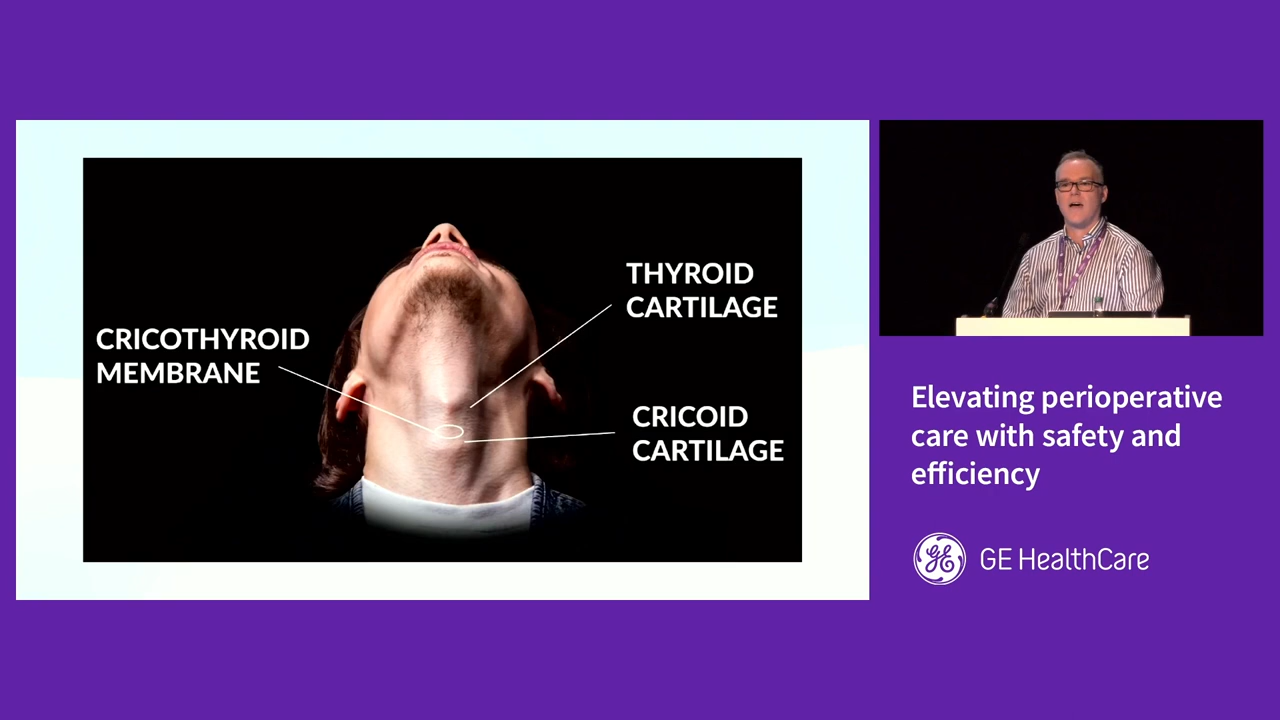 CRICOTHYROID
MEMBRANE
THYROID
CARTILAGE
CRICOID
CARTILAGE
Elevating perioperative
care with safety and
efficiency
GE HealthCare